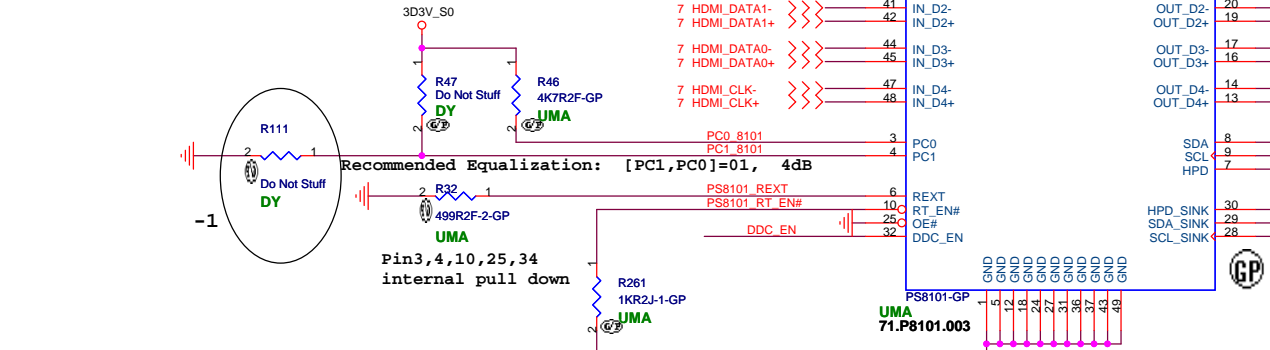 3D3V_S0
1
R47
Do Not Stuff
DY
2
G/P
1
R46
4K7R2F-GP
UMA
2
G/P
R111
2
1
Do Not Stuff
DY
-1
PC0_8101
PC1_8101
Recommended Equalization: [PC1,PC0]=01, 4dB
2
R32
1
499R2F-2-GP
UMA
PS8101_REXT
PS8101_RT_EN#
DDC_EN
Pin3,4,10,25,34
internal pull down
1
R261
1KR2J-1-GP
UMA
2
G/P
7 HDMI_DATA1-
7 HDMI_DATA1+
7 HDMI_DATA0-
7 HDMI_DATA0+
7 HDMI_CLK-
7 HDMI_CLK+
41 IN_D2-
42 IN_D2+
44 IN_D3-
45 IN_D3+
47 IN_D4-
48 IN_D4+
3 PC0
4 PC1
6 REXT
10 RT_EN#
25 OE#
32 DDC_EN
OUT_D2- 20
OUT_D2+ 19
OUT_D3- 17
OUT_D3+ 16
OUT_D4- 14
OUT_D4+ 13
SDA 8
SCL 9
HPD 7
HPD_SINK 30
SDA_SINK 29
SCL_SINK 28
GND GND GND GND GND GND GND GND GND GND GND
1 5 12 18 24 27 31 36 37 43 49
PS8101-GP
UMA
71.P8101.003
GP